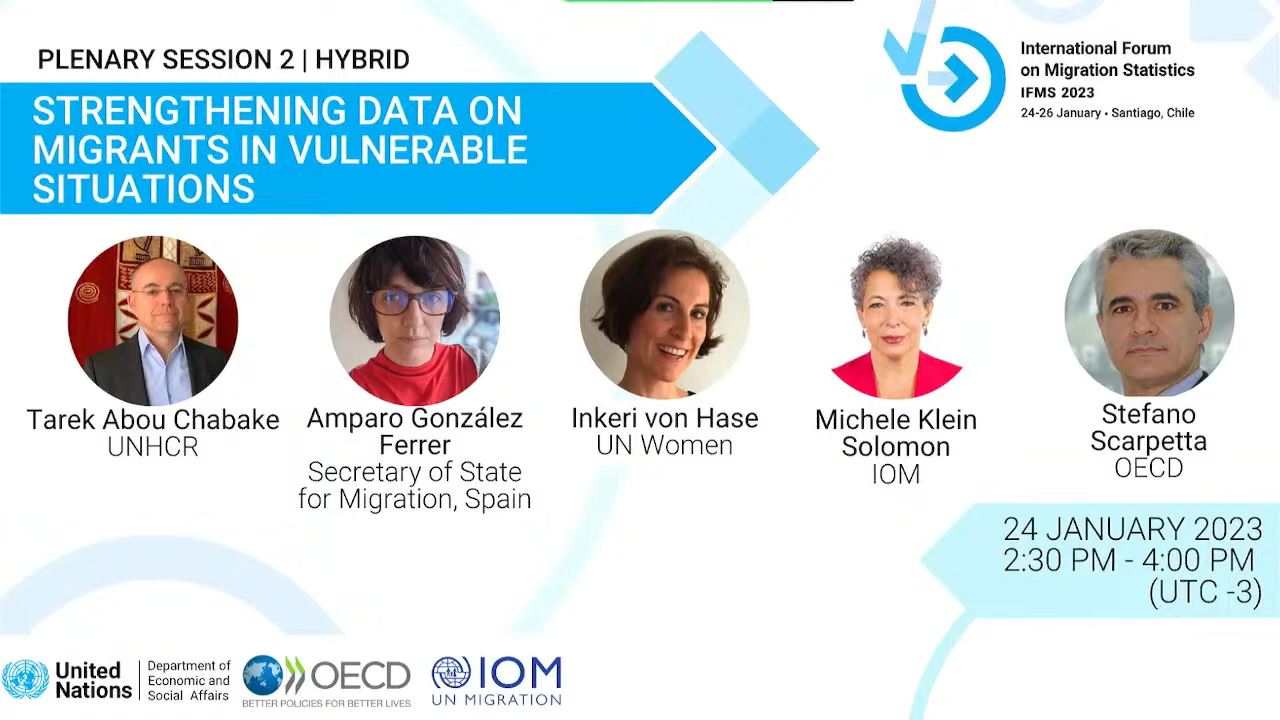 PLENARY SESSION 2 | HYBRID
STRENGTHENING DATA ON
MIGRANTS IN VULNERABLE
SITUATIONS
International Forum
on Migration Statistics
IFMS 2023
24-26 January • Santiago, Chile
Tarek Abou Chabake
UNHCR
Amparo González
Ferrer
Secretary of State
for Migration, Spain
Inkeri von Hase
UN Women
Michele Klein
Solomon
IOM
Stefano
Scarpetta
OECD
24 JANUARY 2023
2:30 PM - 4:00 PM
(UTC -3)
United
Nations
Department of
Economic and
Social Affairs
OECD
BETTER POLICIES FOR BETTER LIVES
IOM
UN MIGRATION